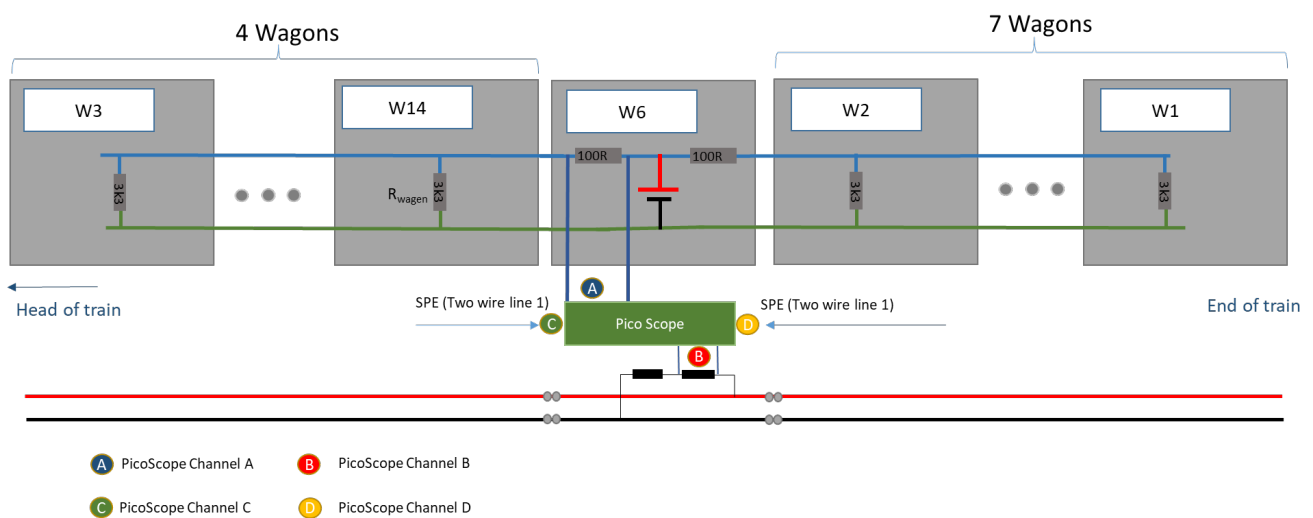 4 Wagons
7 Wagons
W3
W14
W6
W2
W1
100R
100R
3k3
R wagen
3k3
3k3
3k3
Head of train
SPE (Two wire line 1)
A
SPE (Two wire line 1)
End of train
C
Pico Scope
D
B
A PicoScope Channel A
B PicoScope Channel B
C PicoScope Channel C
D PicoScope Channel D